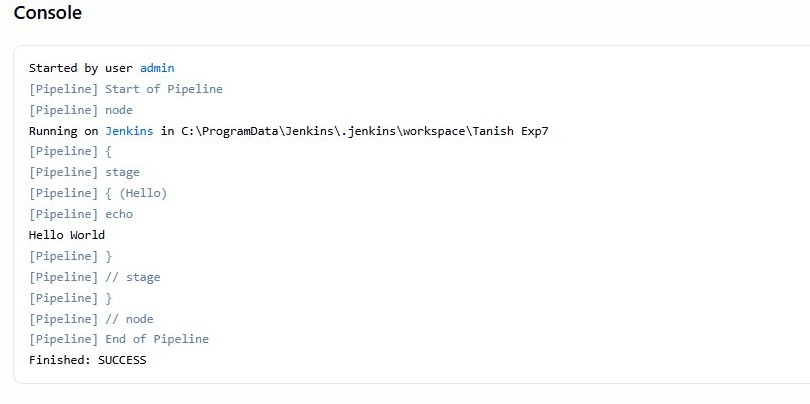 Console
Started by user admin
[Pipeline] Start of Pipeline
[Pipeline] node
Running on Jenkins in C:\ProgramData\Jenkins\.jenkins\workspace\Tanish Exp7
[Pipeline] {
[Pipeline] stage
[Pipeline] { (Hello)
[Pipeline] echo
Hello World
[Pipeline] }
[Pipeline] // stage
[Pipeline] }
[Pipeline] // node
[Pipeline] End of Pipeline
Finished: SUCCESS